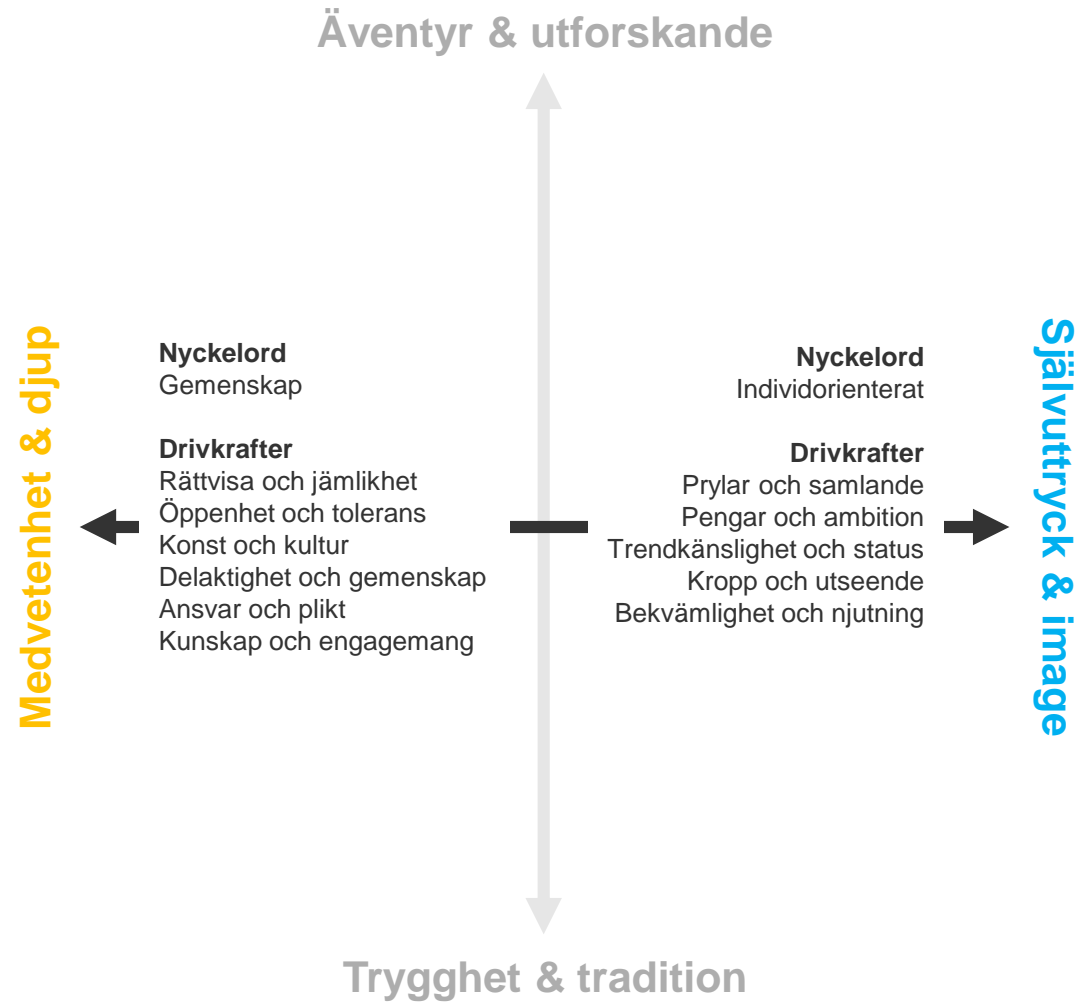 Äventyr & utforskande
Medvetenhet & djup
Nyckelord
Gemenskap
Drivkrafter
Rättvisa och jämlikhet
Öppenhet och tolerans
Konst och kultur
Delaktighet och gemenskap
Ansvar och plikt
Kunskap och engagemang
Nyckelord
Individorienterat
Drivkrafter
Prylar och samlande
Pengar och ambition
Trendkänslighet och status
Kropp och utseende
Bekvämlighet och njutning
Självuttryck & image
Trygghet & tradition